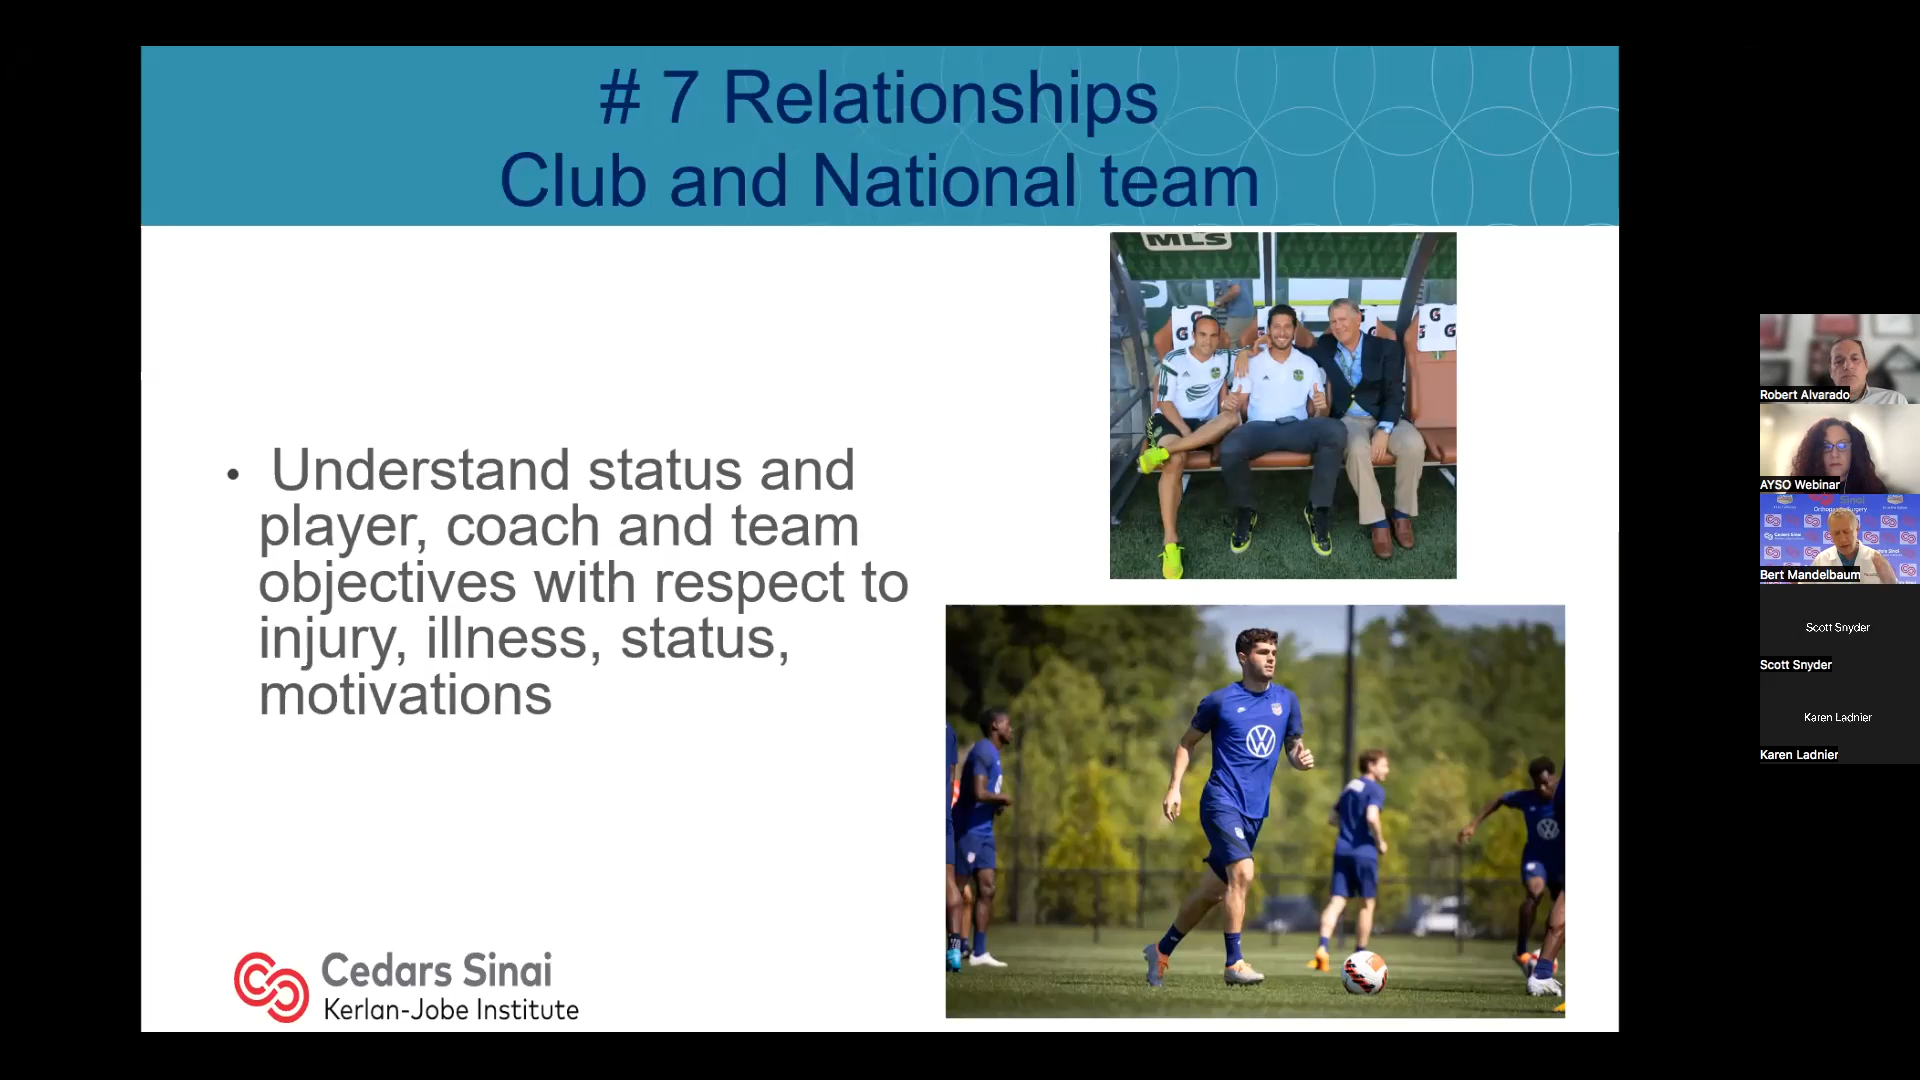 # 7 Relationships
Club and National team
• Understand status and
player, coach and team
objectives with respect to
injury, illness, status,
motivations
MLS
G
G
G
G
Cedars Sinai
Kerlan-Jobe Institute
Robert Alvarado
AYSO Webinar
Bert Mandelbaum
Scott Snyder
Scott Snyder
Karen Ladnier
Karen Ladnier